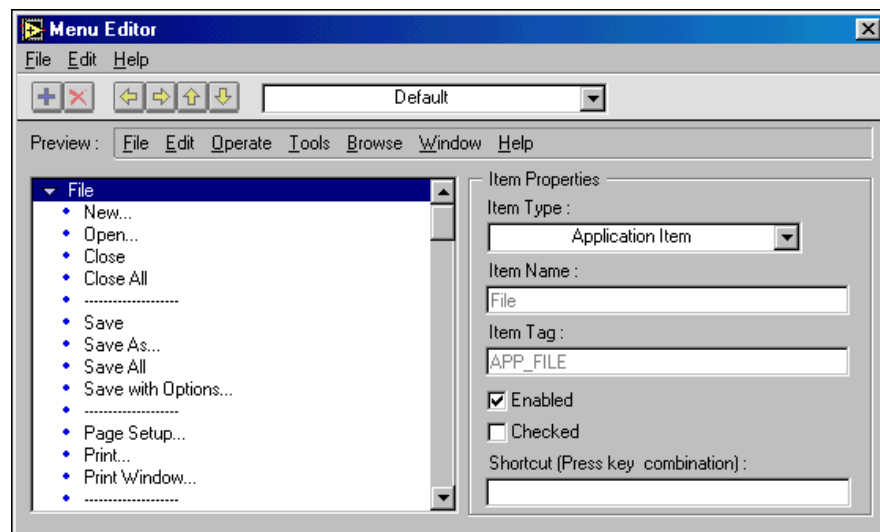 Menu Editor
File Edit Help
Default
Preview : File Edit Operate Tools Browse Window Help
File
New...
Open...
Close
Close All
--------------------
Save
Save As...
Save All
Save with Options...
--------------------
Page Setup...
Print...
Print Window...
--------------------
Item Properties
Item Type :
Application Item
Item Name :
File
Item Tag :
APP_FILE
Enabled
Checked
Shortcut (Press key combination) :